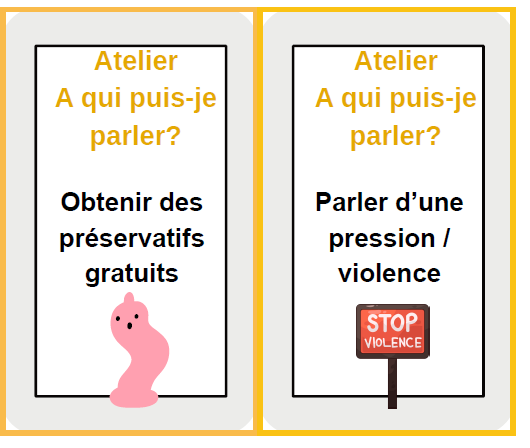 Atelier
A qui puis-je
parler?
Obtenir des
préservatifs
gratuits
Atelier
A qui puis-je
parler?
Parler d’une
pression /
violence
STOP
VIOLENCE